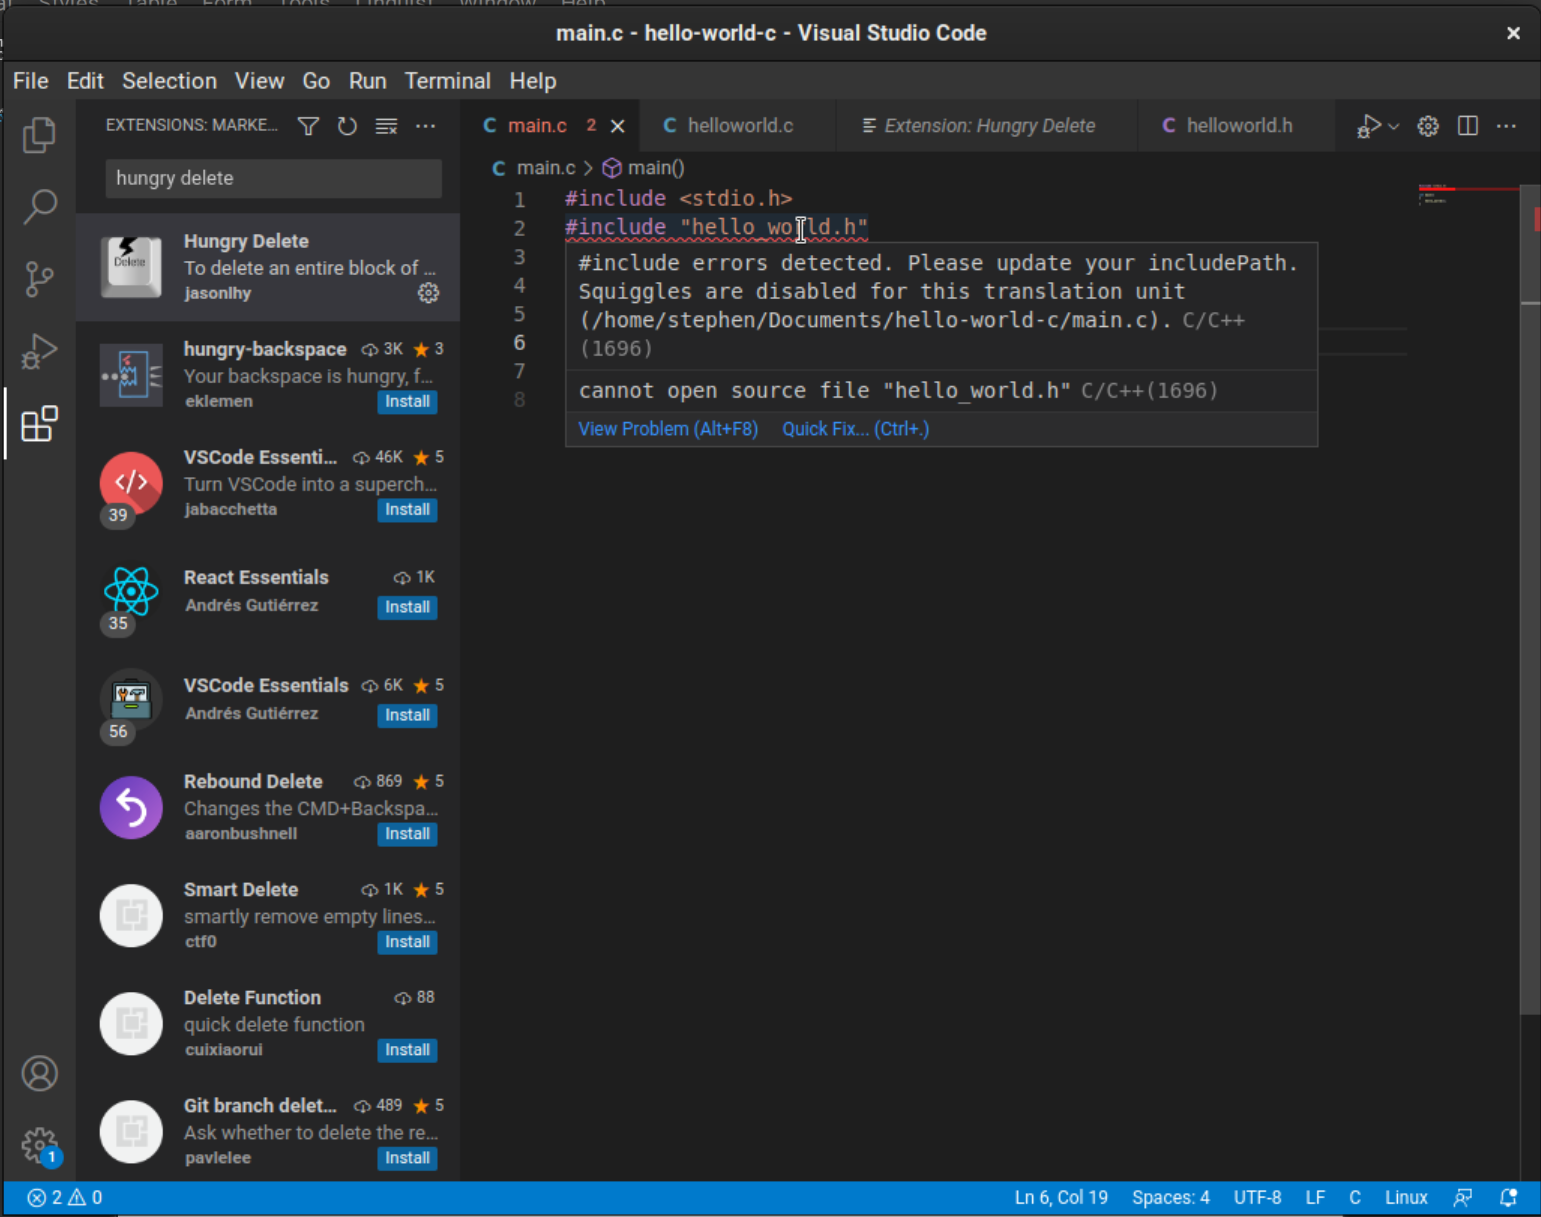 Styles Table Form Tools Linguist Window Help
main.c - hello-world-c - Visual Studio Code
File Edit Selection View Go Run Terminal Help
EXTENSIONS: MARKE...
main.c 2
helloworld.c
Extension: Hungry Delete
helloworld.h
hungry delete
main.c > main()
1 #include <stdio.h>
2 #include "hello_world.h"
3
4
5
6
7
8
#include errors detected. Please update your includePath.
Squiggles are disabled for this translation unit
(/home/stephen/Documents/hello-world-c/main.c). C/C++
(1696)
cannot open source file "hello_world.h" C/C++(1696)
View Problem (Alt+F8) Quick Fix... (Ctrl+.)
Hungry Delete
Delete
To delete an entire block of ...
jasonlhy
hungry-backspace 3K ★ 3
Your backspace is hungry, f...
eklemen Install
VSCode Essenti... 46K ★ 5
Turn VSCode into a superch...
jabacchetta Install
39
React Essentials 1K
Andrés Gutiérrez Install
35
VSCode Essentials 6K ★ 5
Andrés Gutiérrez Install
56
Rebound Delete 869 ★ 5
Changes the CMD+Backspa...
aaronbushnell Install
Smart Delete 1K ★ 5
smartly remove empty lines...
ctf0 Install
Delete Function 88
quick delete function
cuixiaorui Install
Git branch delet... 489 ★ 5
Ask whether to delete the re...
pavlelee Install
1
2 0
Ln 6, Col 19 Spaces: 4 UTF-8 LF C Linux